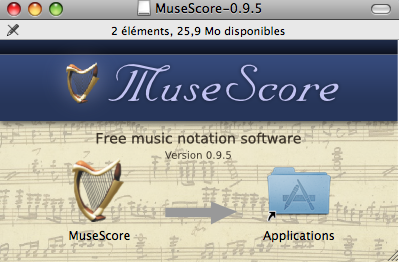 MuseScore-0.9.5
2 éléments, 25,9 Mo disponibles
MuseScore
Free music notation software
Version 0.9.5
MuseScore
Applications